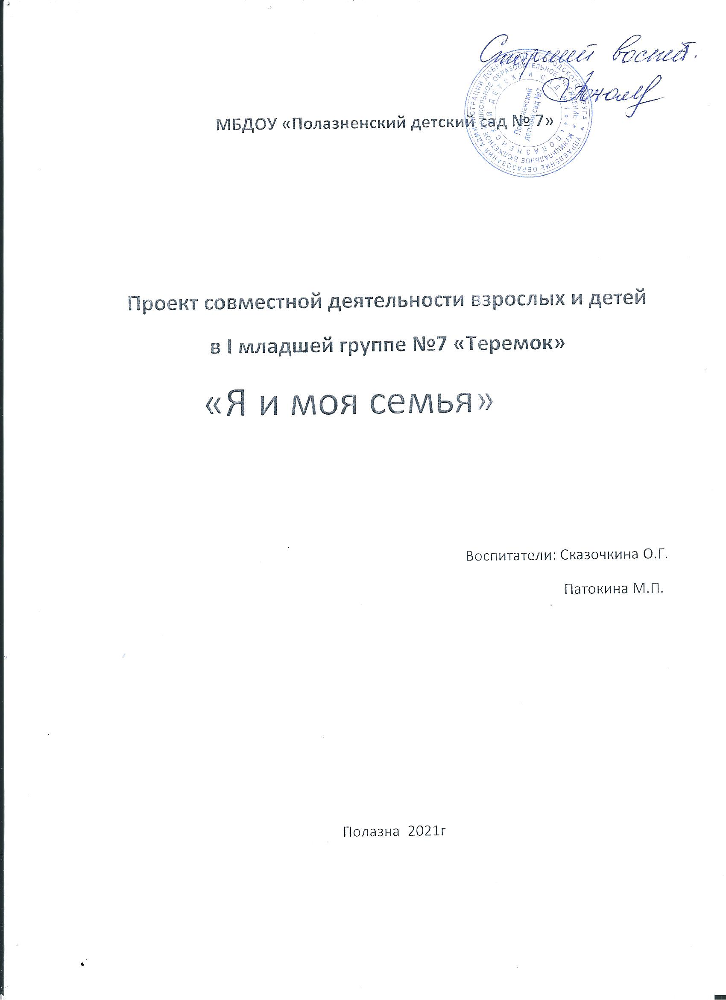 Старший воспит.
МБДОУ «Полазненский детский сад № 7»
УПРАВЛЕНИЕ ОБРАЗОВАНИЯ АДМИНИСТРАЦИИ ДОБРЯНСКОГО ГОРОДСКОГО ОКРУГА *
МУНИЦИПАЛЬНОЕ БЮДЖЕТНОЕ ДОШКОЛЬНОЕ ОБРАЗОВАТЕЛЬНОЕ УЧРЕЖДЕНИЕ *
«ПОЛАЗНЕНСКИЙ ДЕТСКИЙ САД № 7» *
Полазненский
детский сад №7
Проект совместной деятельности взрослых и детей
в I младшей группе №7 «Теремок»
«Я и моя семья»
Воспитатели: Сказочкина О.Г.
Патокина М.П.
Полазна 2021г